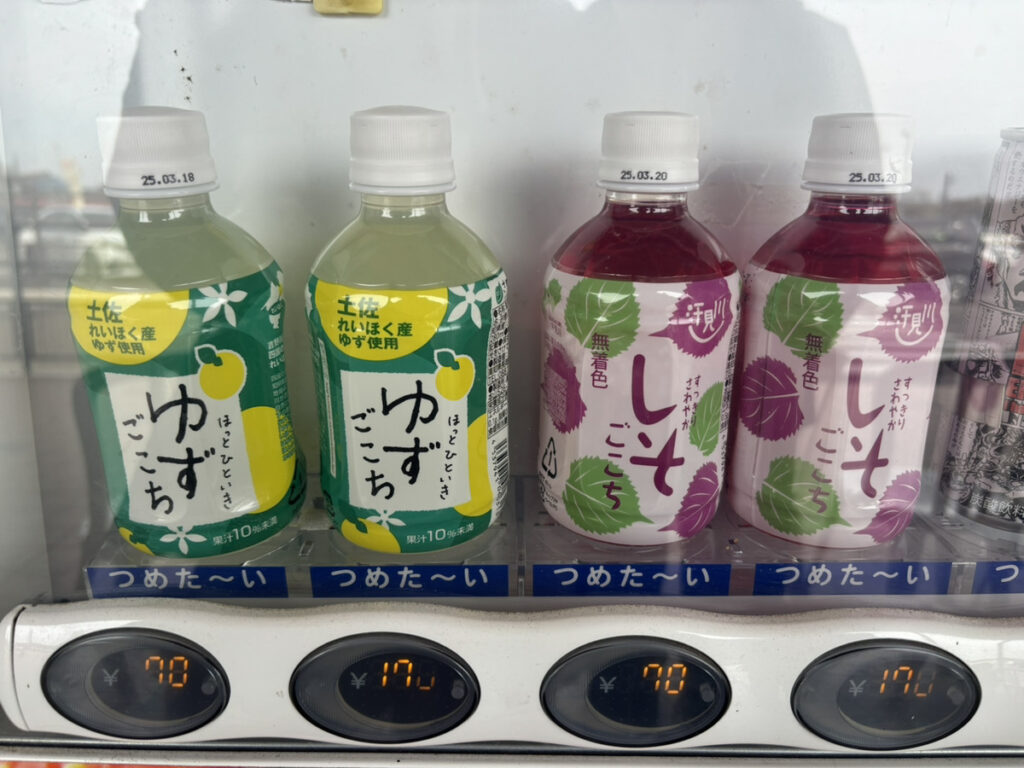 25.03.18
土佐
れいほく産
ゆず使用
ほっとひといき
ゆず
ごこち
果汁10%未満
25.03.20
汗見川
無着色
すっきり
さわやか
しそ
ごこち
25.03.20
汗見川
無着色
すっきり
さわやか
しそ
ごこち
土佐
れいほく産
ゆず使用
ほっとひといき
ゆず
ごこち
果汁10%未満
つめた〜い
つめた〜い
つめた〜い
つめた〜い
つ
¥
¥ 17
¥
¥ 170